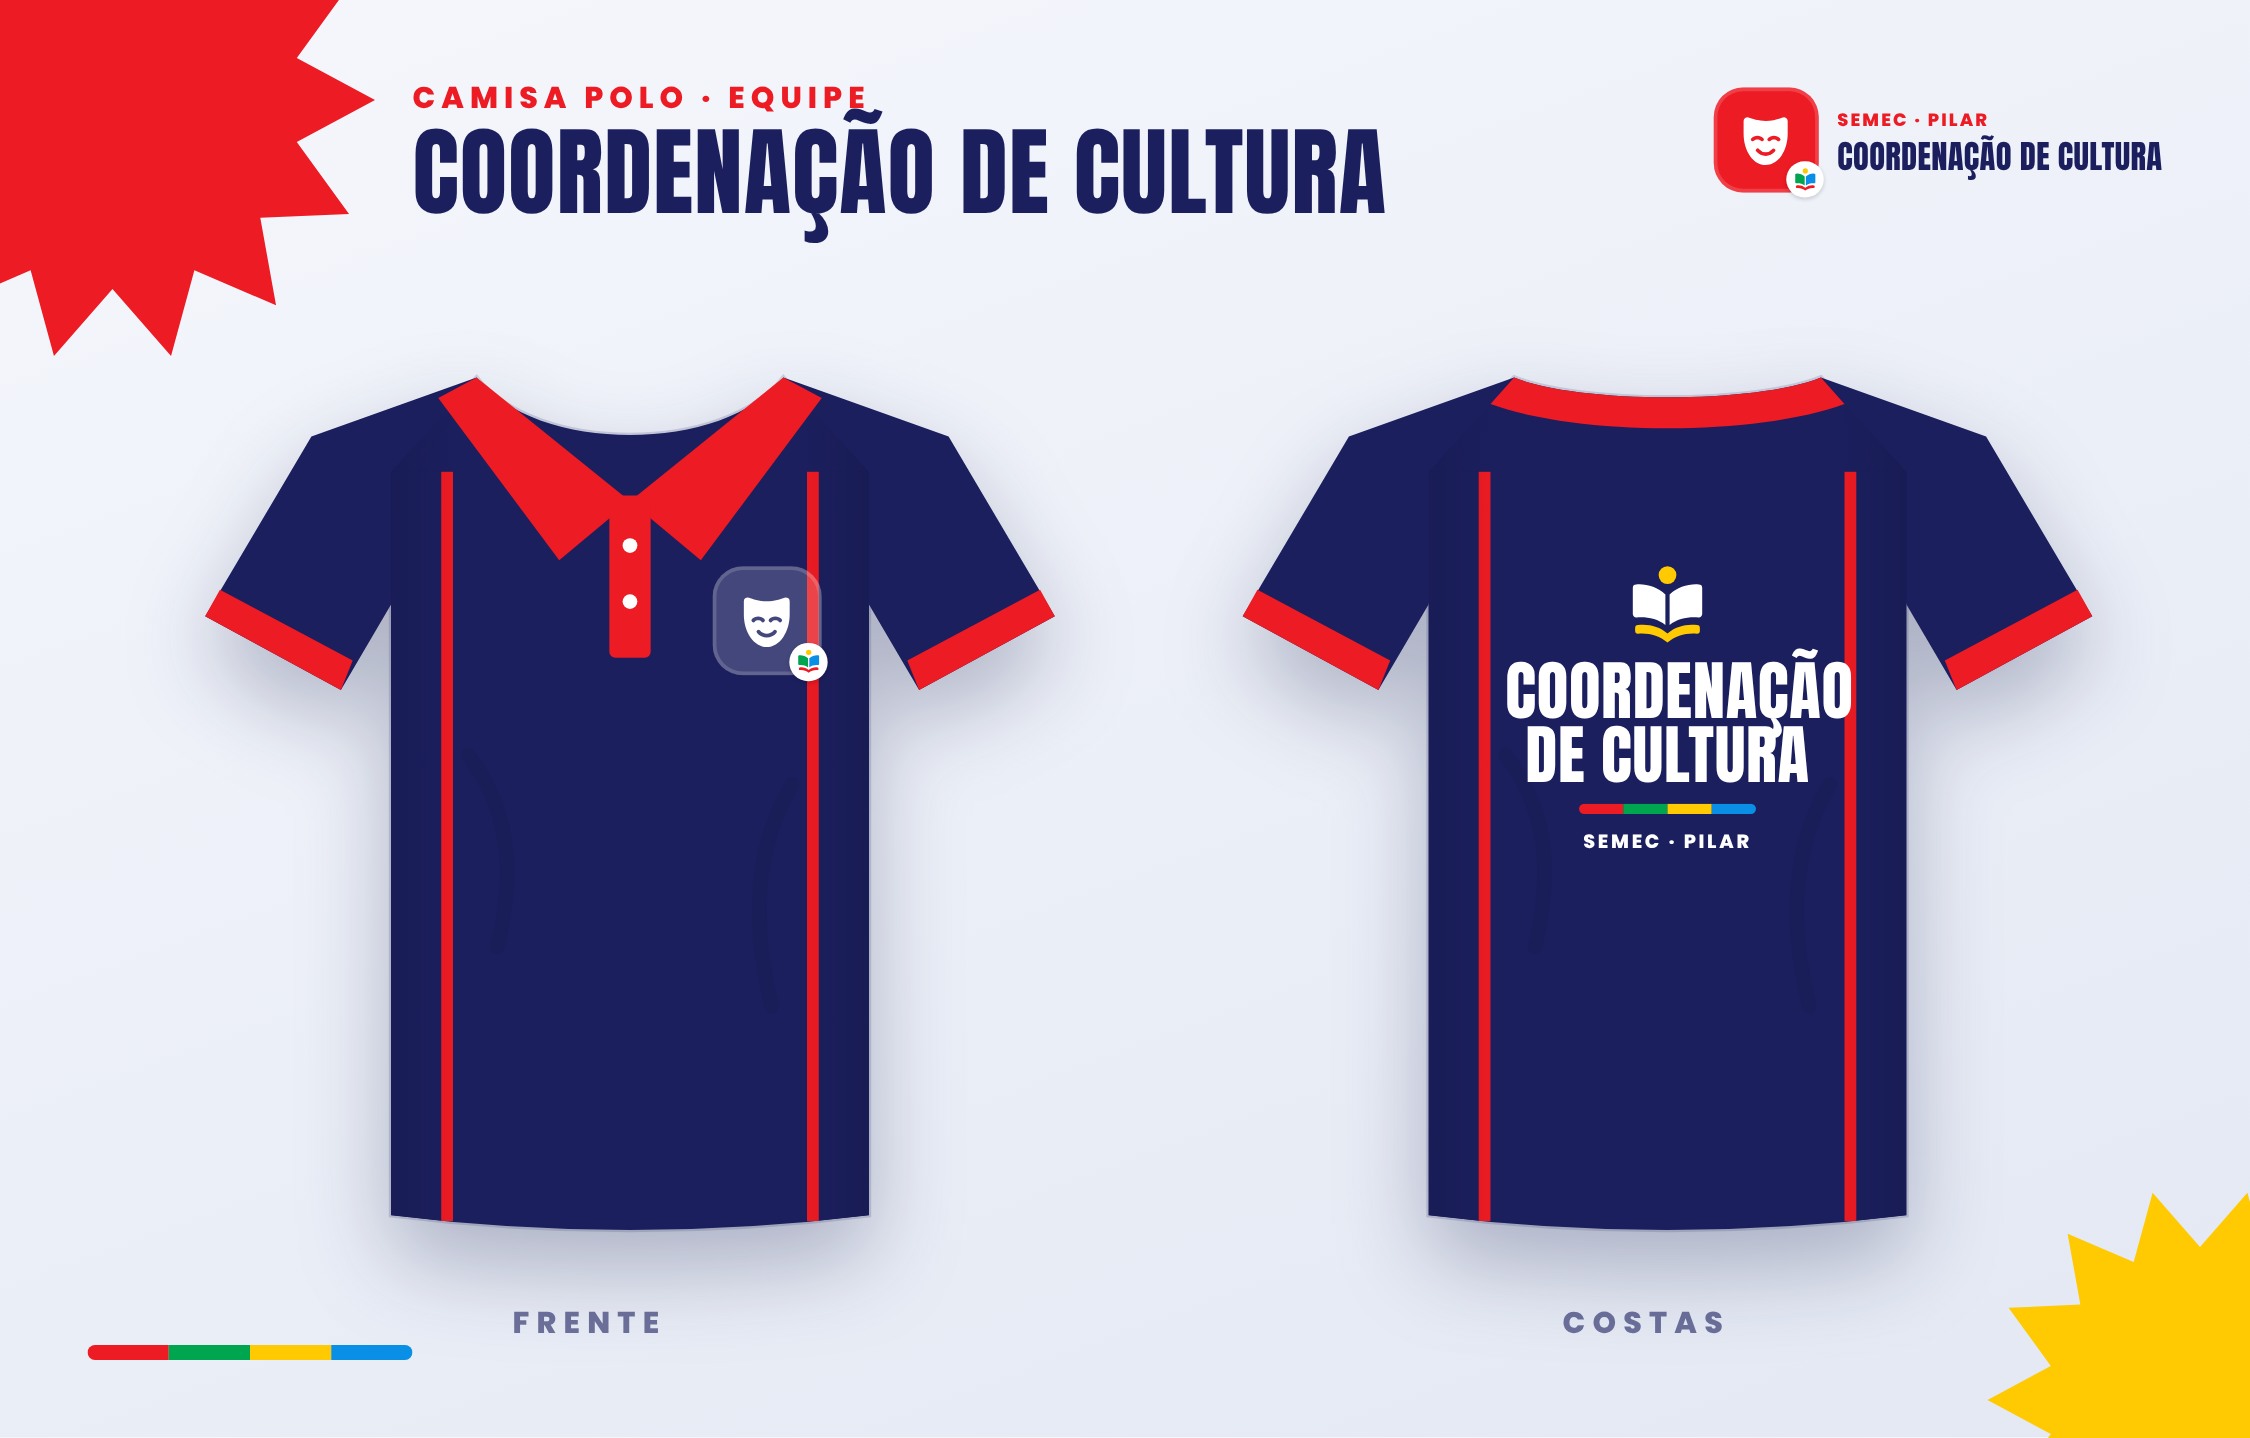 CAMISA POLO · EQUIPE
COORDENAÇÃO DE CULTURA
SEMEC · PILAR
COORDENAÇÃO DE CULTURA
COORDENAÇÃO
DE CULTURA
SEMEC · PILAR
FRENTE
COSTAS